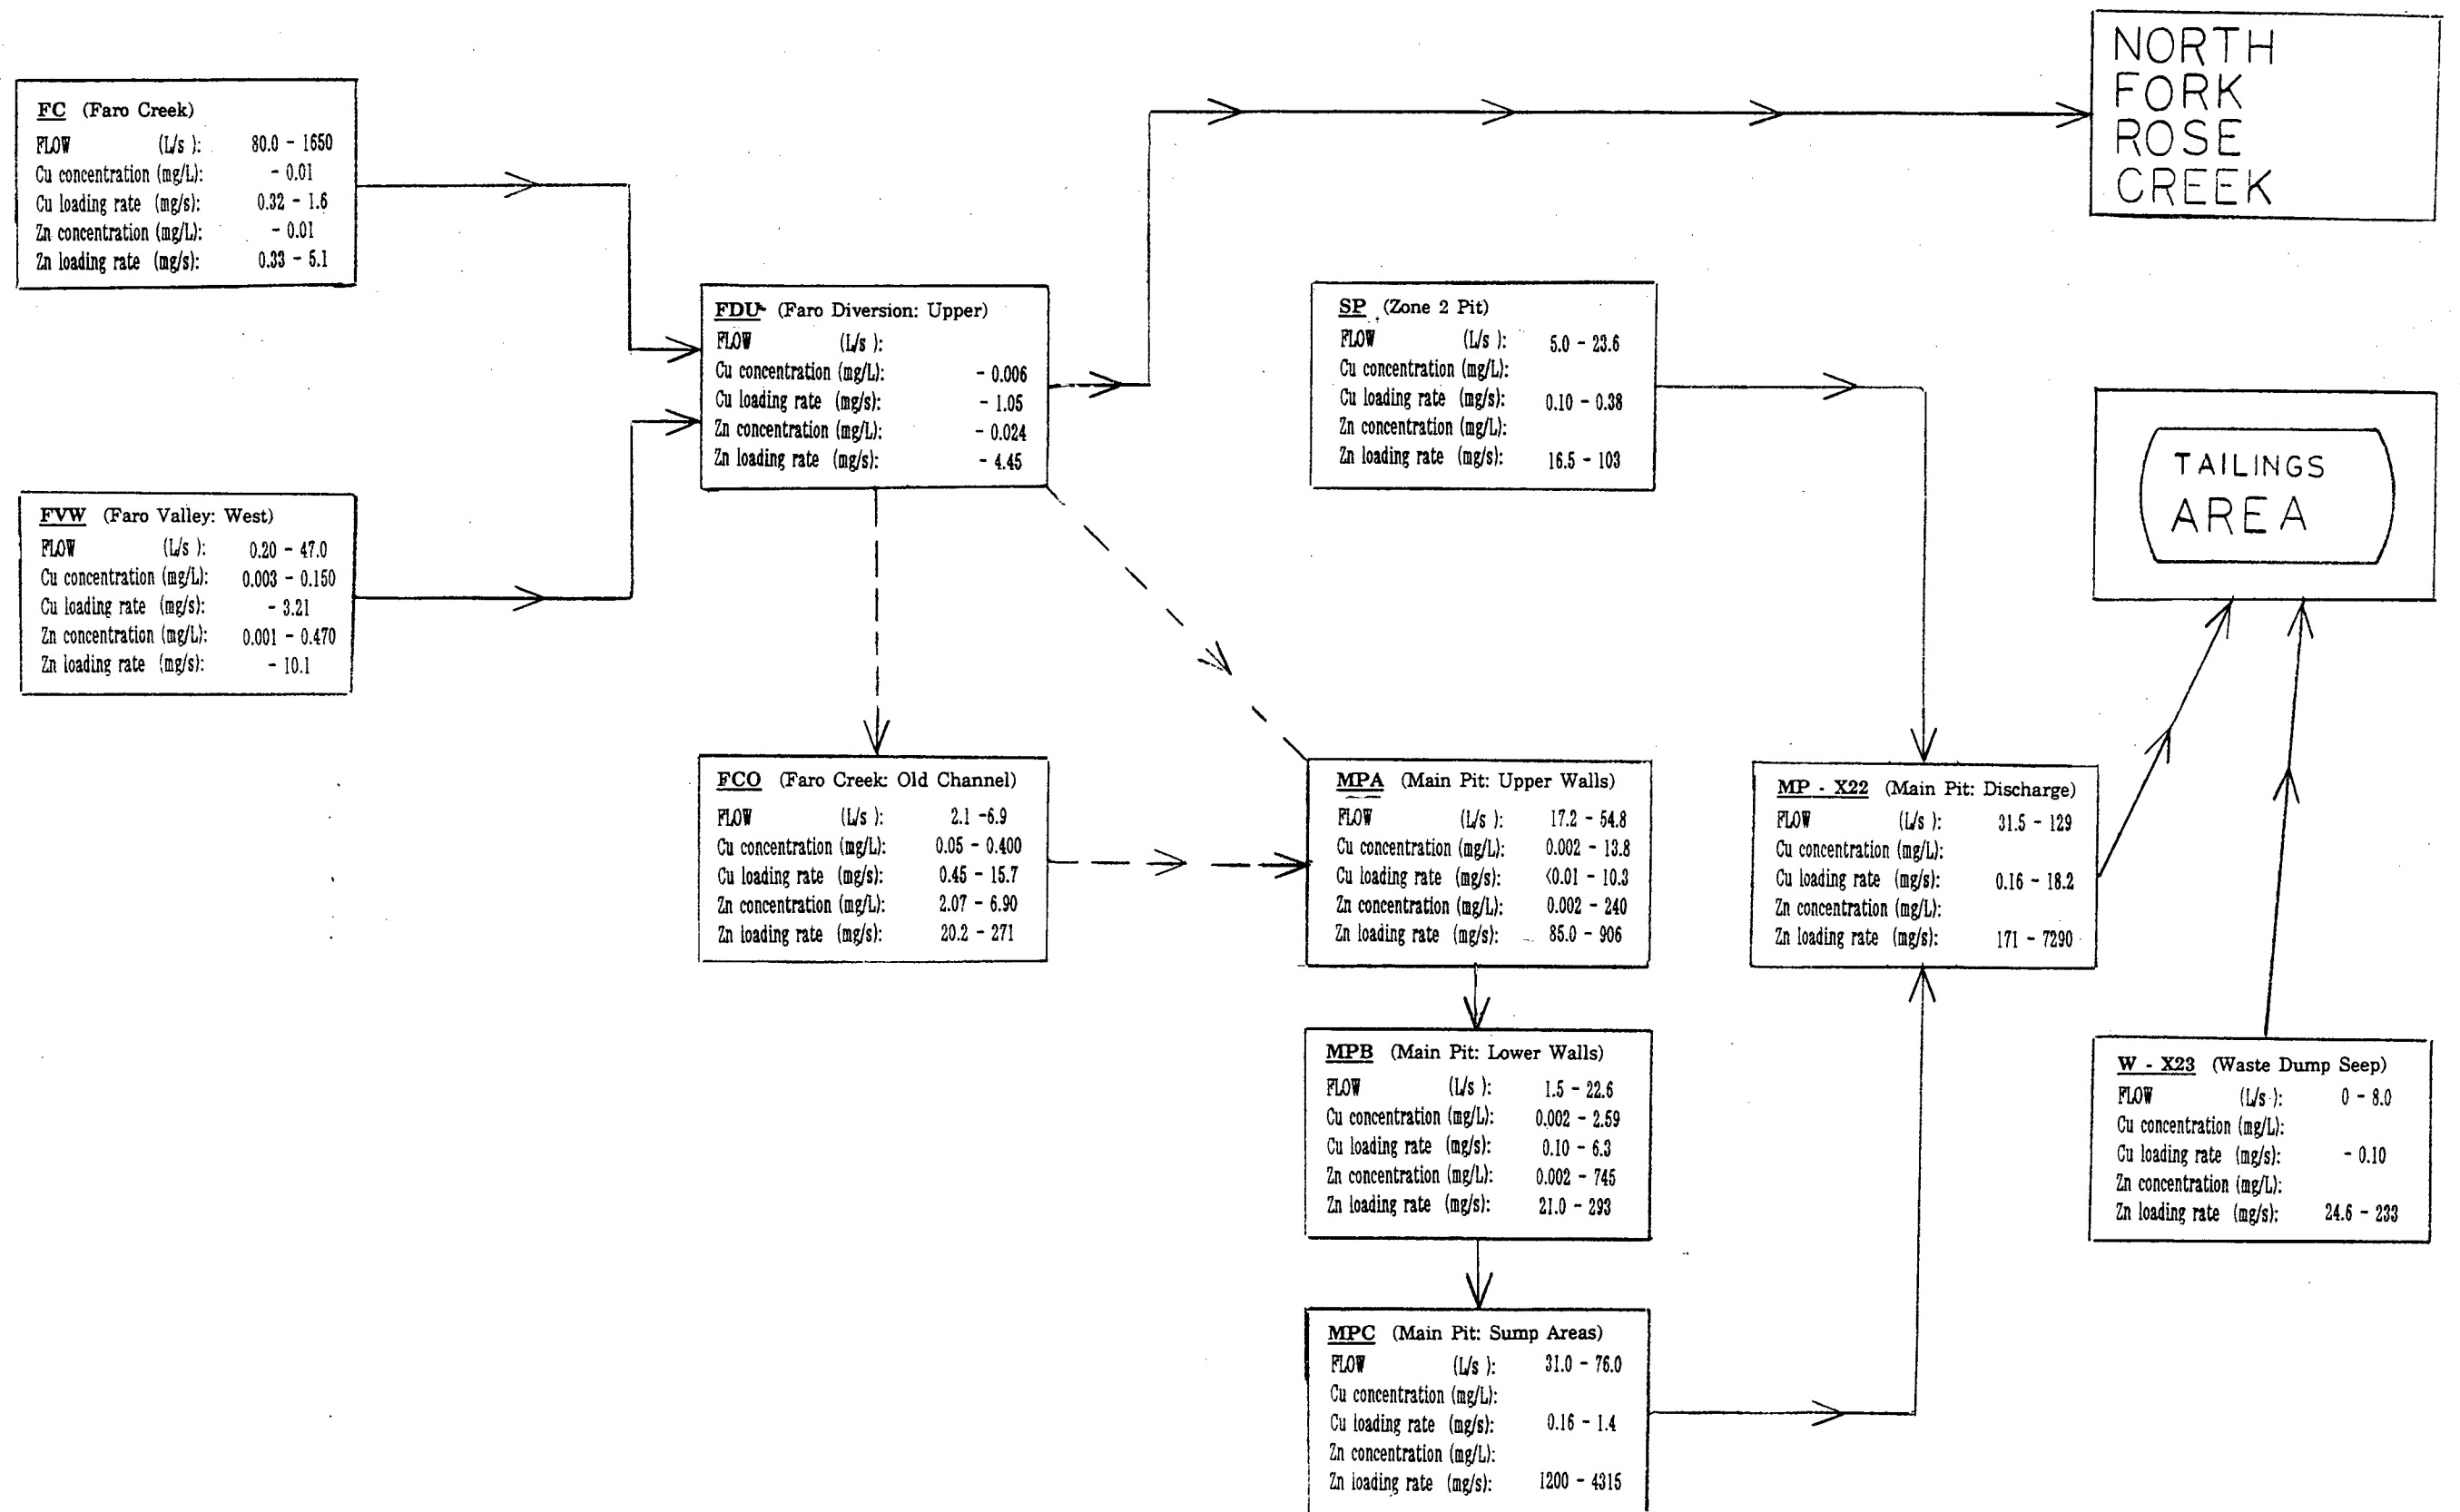 NORTH
FORK
ROSE
CREEK
FC (Faro Creek)
FLOW (L/s ): 80.0 - 1650
Cu concentration (mg/L): - 0.01
Cu loading rate (mg/s): 0.32 - 1.6
Zn concentration (mg/L): - 0.01
Zn loading rate (mg/s): 0.33 - 5.1
FDU (Faro Diversion: Upper)
FLOW (L/s ):
Cu concentration (mg/L): - 0.006
Cu loading rate (mg/s): - 1.05
Zn concentration (mg/L): - 0.024
Zn loading rate (mg/s): - 4.45
SP (Zone 2 Pit)
FLOW (L/s ): 5.0 - 23.6
Cu concentration (mg/L):
Cu loading rate (mg/s): 0.10 - 0.38
Zn concentration (mg/L):
Zn loading rate (mg/s): 16.5 - 103
TAILINGS
AREA
FVW (Faro Valley: West)
FLOW (L/s ): 0.20 - 47.0
Cu concentration (mg/L): 0.003 - 0.150
Cu loading rate (mg/s): - 3.21
Zn concentration (mg/L): 0.001 - 0.470
Zn loading rate (mg/s): - 10.1
FCO (Faro Creek: Old Channel)
FLOW (L/s ): 2.1 -6.9
Cu concentration (mg/L): 0.05 - 0.400
Cu loading rate (mg/s): 0.45 - 15.7
Zn concentration (mg/L): 2.07 - 6.90
Zn loading rate (mg/s): 20.2 - 271
MPA (Main Pit: Upper Walls)
FLOW (L/s ): 17.2 - 54.8
Cu concentration (mg/L): 0.002 - 13.8
Cu loading rate (mg/s): <0.01 - 10.3
Zn concentration (mg/L): 0.002 - 240
Zn loading rate (mg/s): 85.0 - 906
MP - X22 (Main Pit: Discharge)
FLOW (L/s ): 31.5 - 129
Cu concentration (mg/L):
Cu loading rate (mg/s): 0.16 - 18.2
Zn concentration (mg/L):
Zn loading rate (mg/s): 171 - 7290
MPB (Main Pit: Lower Walls)
FLOW (L/s ): 1.5 - 22.6
Cu concentration (mg/L): 0.002 - 2.59
Cu loading rate (mg/s): 0.10 - 6.3
Zn concentration (mg/L): 0.002 - 745
Zn loading rate (mg/s): 21.0 - 293
W - X23 (Waste Dump Seep)
FLOW (L/s ): 0 - 8.0
Cu concentration (mg/L):
Cu loading rate (mg/s): - 0.10
Zn concentration (mg/L):
Zn loading rate (mg/s): 24.6 - 233
MPC (Main Pit: Sump Areas)
FLOW (L/s ): 31.0 - 76.0
Cu concentration (mg/L):
Cu loading rate (mg/s): 0.16 - 1.4
Zn concentration (mg/L):
Zn loading rate (mg/s): 1200 - 4315